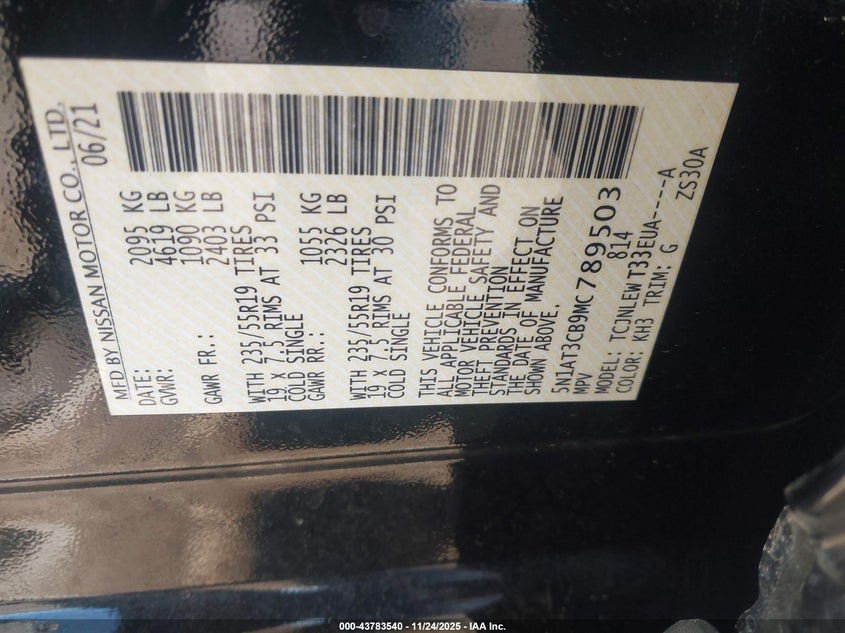 MFD BY NISSAN MOTOR CO., LTD.
DATE: 06/21
GVWR: 2095 KG
4619 LB
GAWR FR.: 1090 KG
2403 LB
WITH 235/55R19 TIRES
19 X 7.5 RIMS AT 33 PSI
COLD SINGLE
GAWR RR.: 1055 KG
2326 LB
WITH 235/55R19 TIRES
19 X 7.5 RIMS AT 30 PSI
COLD SINGLE
THIS VEHICLE CONFORMS TO
ALL APPLICABLE FEDERAL
MOTOR VEHICLE SAFETY AND
THEFT PREVENTION
STANDARDS IN EFFECT ON
THE DATE OF MANUFACTURE
SHOWN ABOVE.
5N1AT3CB9MC789503
MPV 814
MODEL: TCJNLEWT33EUA-----A
COLOR: KH3 TRIM: G
ZS30A
000-43783540 - 11/24/2025 - IAA Inc.